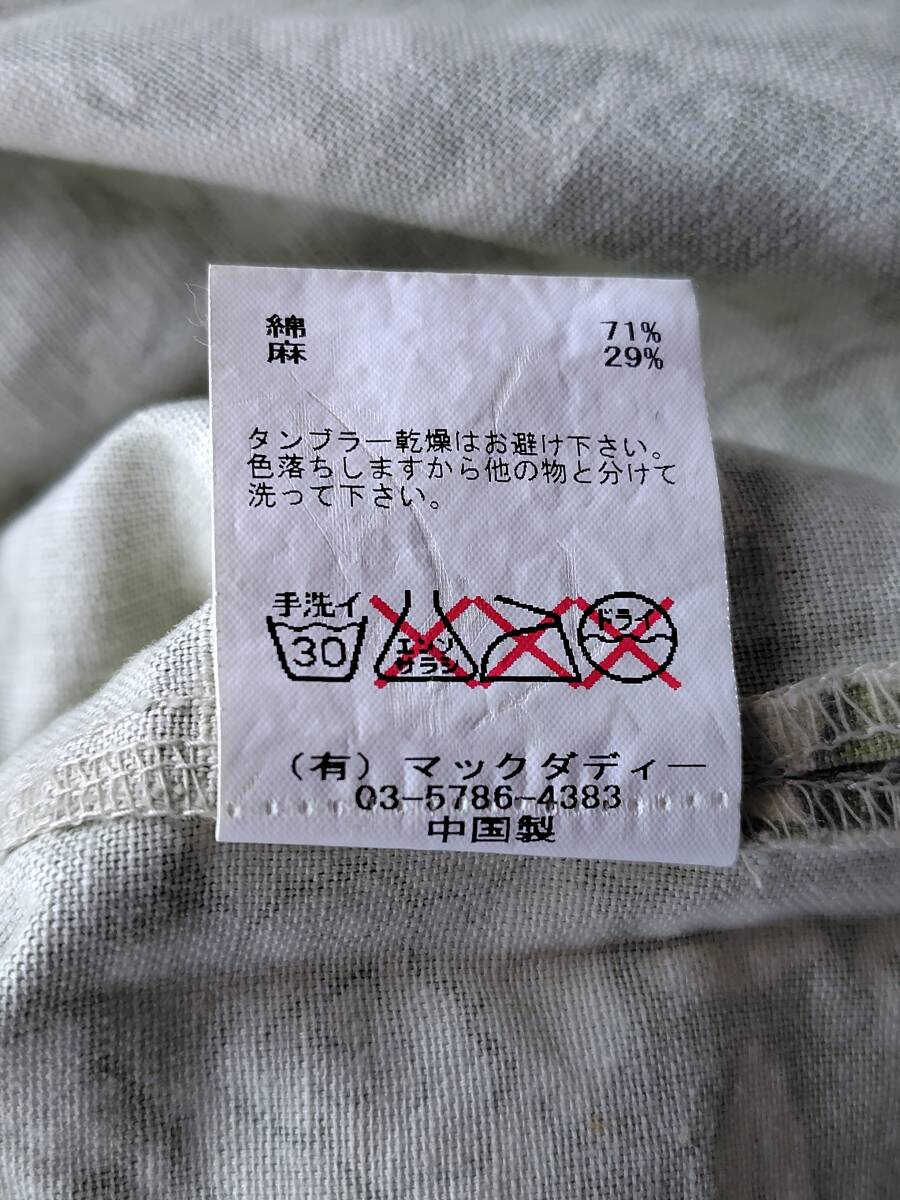 綿 71%
麻 29%
タンブラー乾燥はお避け下さい。
色落ちしますから他の物と分けて
洗って下さい。
手洗イ
30
エンソ
サラシ
ドライ
(有) マックダディー
03-5786-4383
中国製